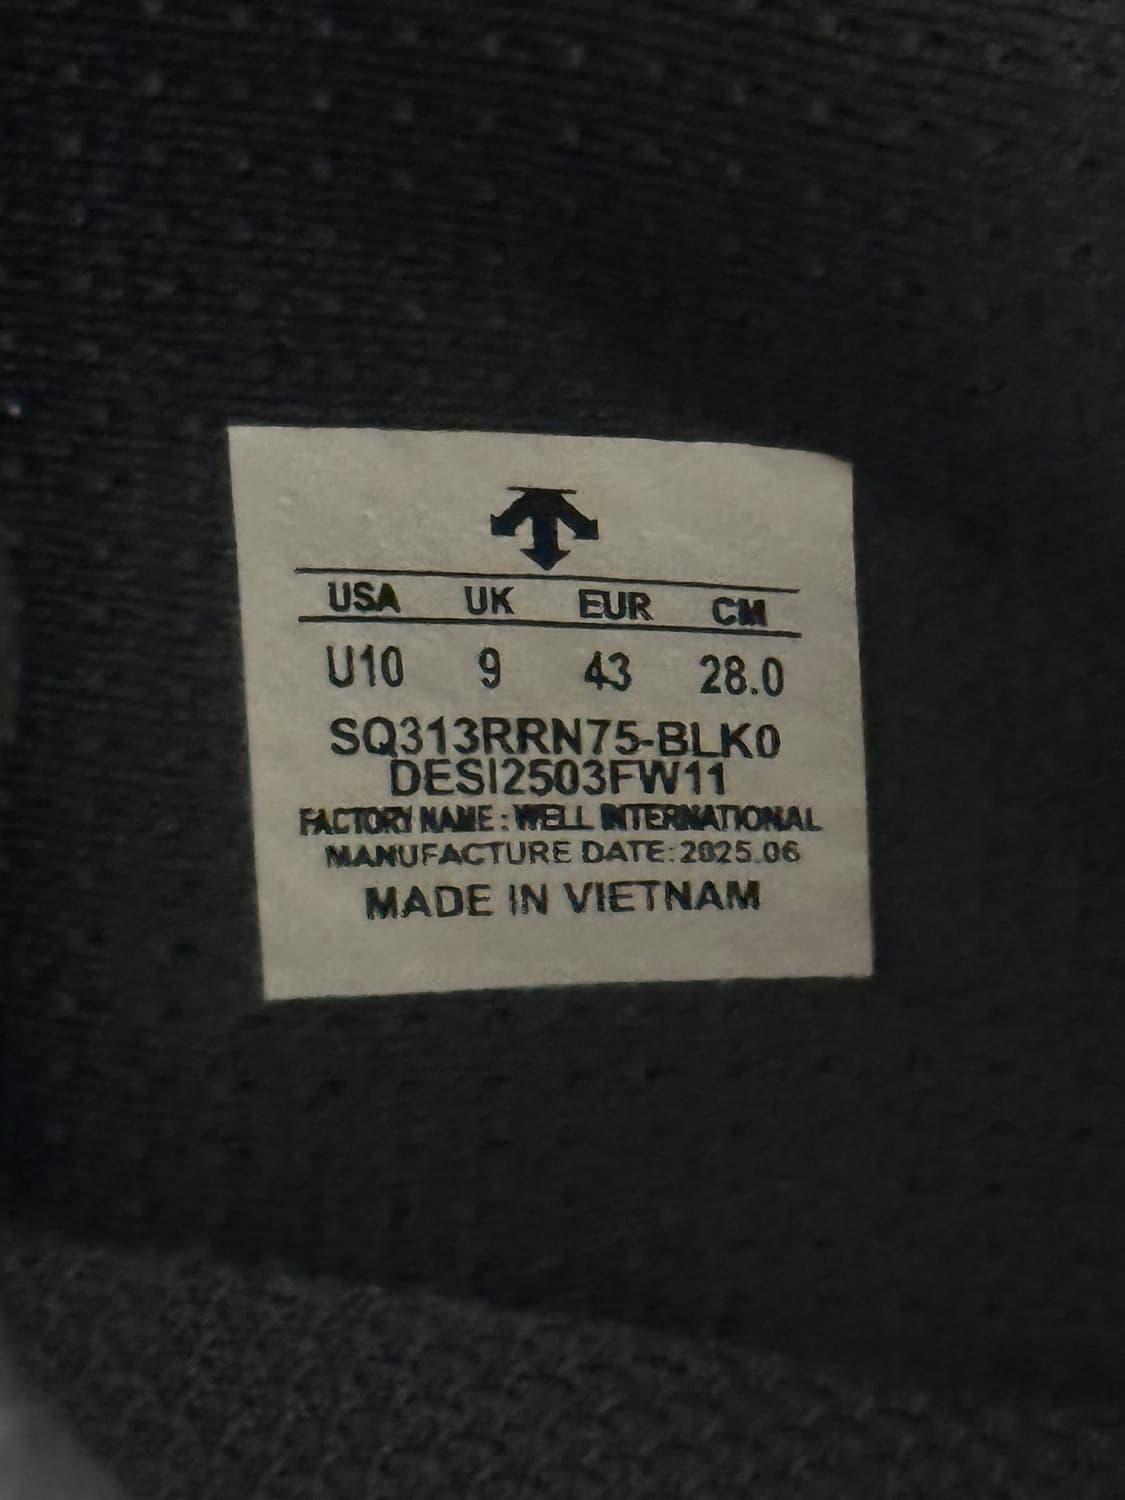 USA UK EUR CM
U10 9 43 28.0
SQ313RRN75-BLK0
DESI2503FW11
FACTORY NAME : WELL INTERNATIONAL
MANUFACTURE DATE: 2025.06
MADE IN VIETNAM